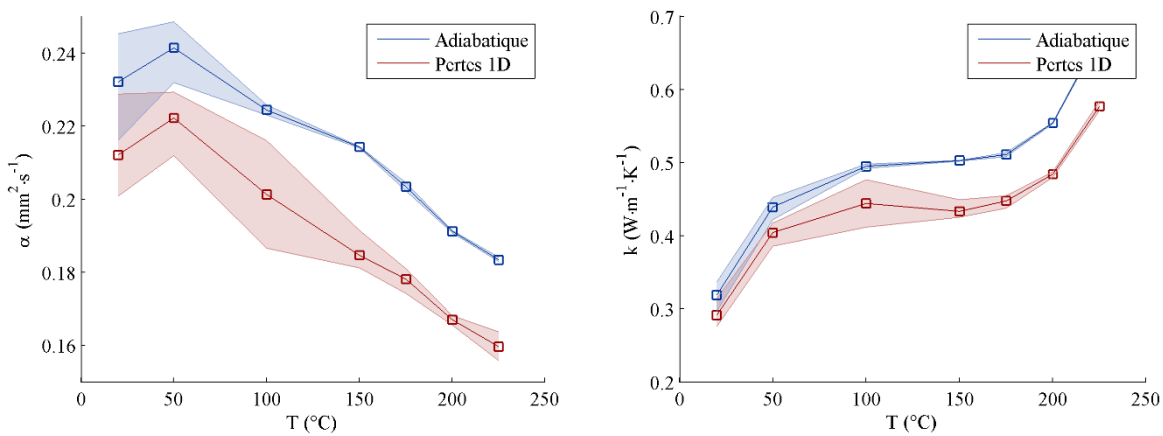 0.24
0.22
0.2
0.18
0.16
α (mm²·s⁻¹)
0
50
100
150
200
250
T (°C)
Adiabatique
Pertes 1D
0.7
0.6
0.5
0.4
0.3
0.2
k (W·m⁻¹·K⁻¹)
0
50
100
150
200
250
T (°C)
Adiabatique
Pertes 1D